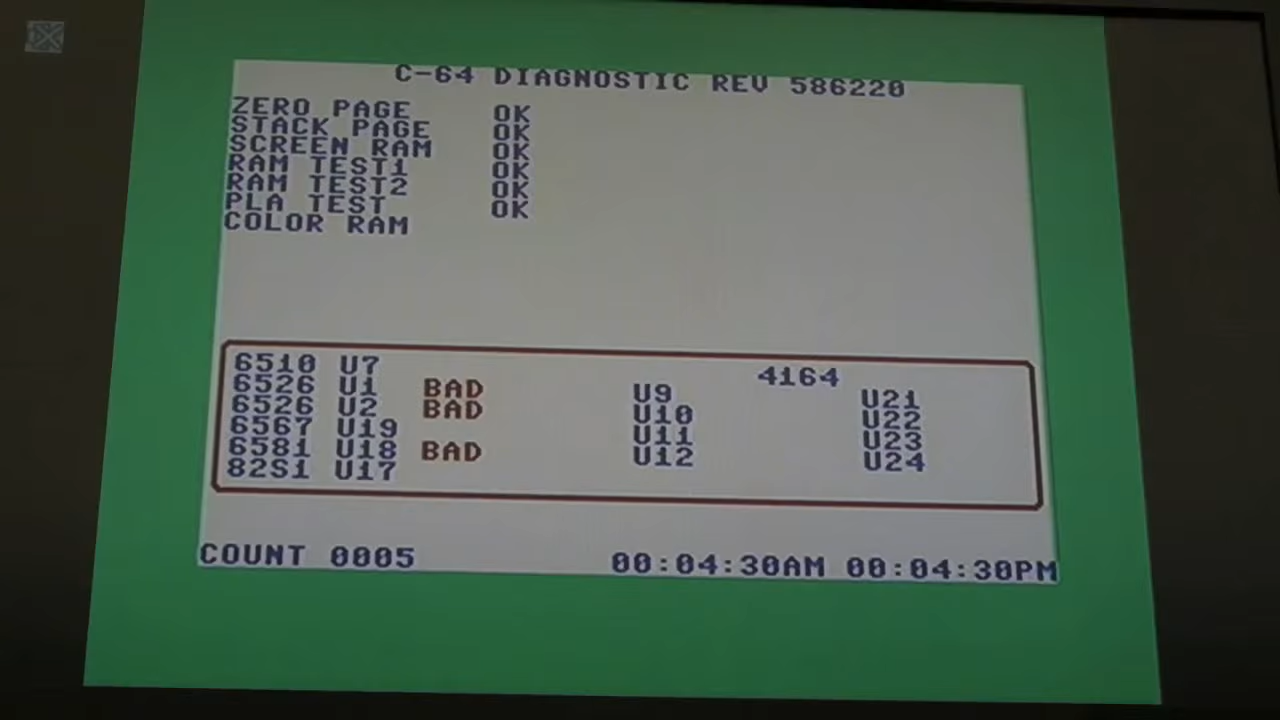 C-64 DIAGNOSTIC REV 586220
ZERO PAGE OK
STACK PAGE OK
SCREEN RAM OK
RAM TEST1 OK
RAM TEST2 OK
PLA TEST OK
COLOR RAM
6510 U7 4164
6526 U1 BAD U9 U21
6526 U2 BAD U10 U22
6567 U19 U11 U23
6581 U18 BAD U12 U24
82S1 U17
COUNT 0005 00:04:30AM 00:04:30PM